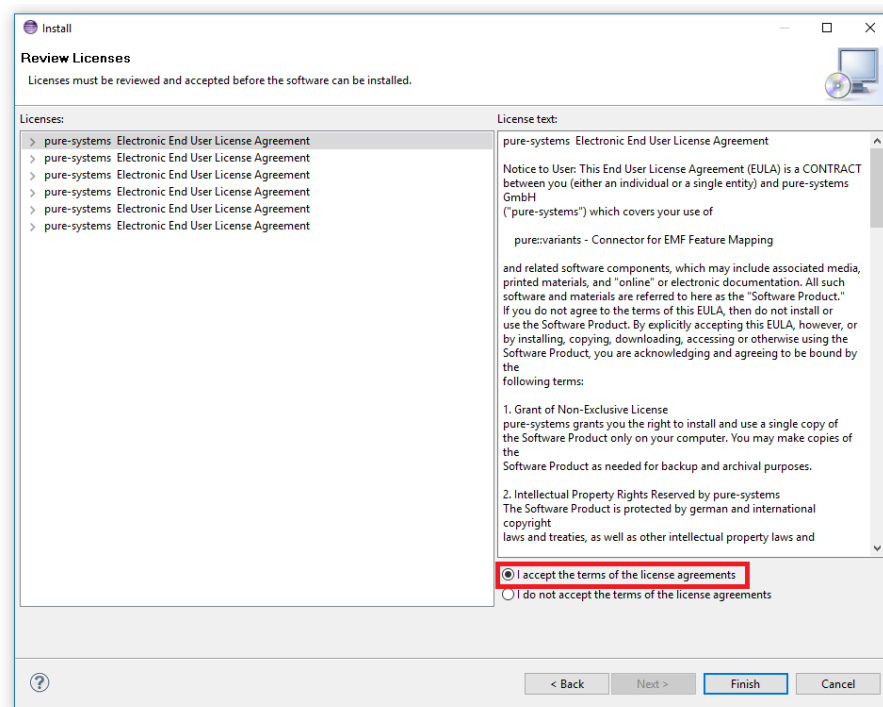 Install
Review Licenses
Licenses must be reviewed and accepted before the software can be installed.
Licenses:
pure-systems Electronic End User License Agreement
pure-systems Electronic End User License Agreement
pure-systems Electronic End User License Agreement
pure-systems Electronic End User License Agreement
pure-systems Electronic End User License Agreement
pure-systems Electronic End User License Agreement
License text:
pure-systems Electronic End User License Agreement
Notice to User: This End User License Agreement (EULA) is a CONTRACT
between you (either an individual or a single entity) and pure-systems
GmbH
("pure-systems") which covers your use of
pure::variants - Connector for EMF Feature Mapping
and related software components, which may include associated media,
printed materials, and "online" or electronic documentation. All such
software and materials are referred to here as the "Software Product."
If you do not agree to the terms of this EULA, then do not install or
use the Software Product. By explicitly accepting this EULA, however, or
by installing, copying, downloading, accessing or otherwise using the
Software Product, you are acknowledging and agreeing to be bound by
the
following terms:
1. Grant of Non-Exclusive License
pure-systems grants you the right to install and use a single copy of
the Software Product only on your computer. You may make copies of
the
Software Product as needed for backup and archival purposes.
2. Intellectual Property Rights Reserved by pure-systems
The Software Product is protected by german and international
copyright
laws and treaties, as well as other intellectual property laws and
I accept the terms of the license agreements
I do not accept the terms of the license agreements
?
< Back
Next >
Finish
Cancel